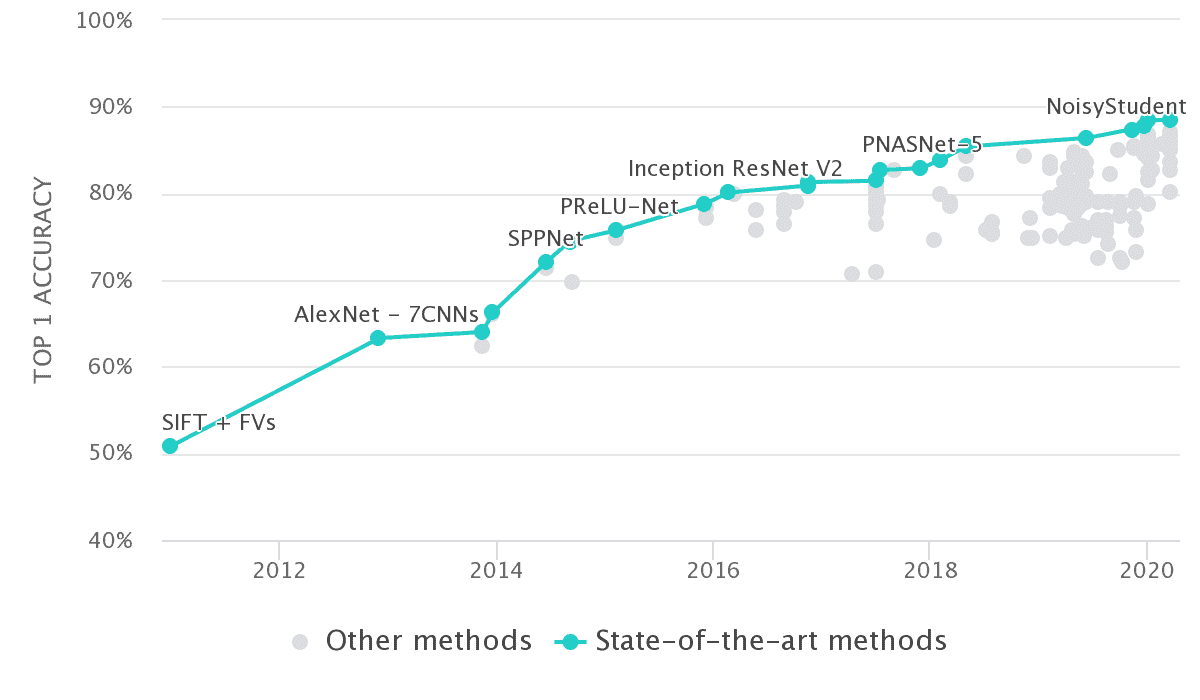 100%
90%
80%
70%
60%
50%
40%
TOP 1 ACCURACY
NoisyStudent
PNASNet-5
Inception ResNet V2
PReLU-Net
SPPNet
AlexNet - 7CNNs
SIFT + FVs
2012
2014
2016
2018
2020
Other methods
State-of-the-art methods